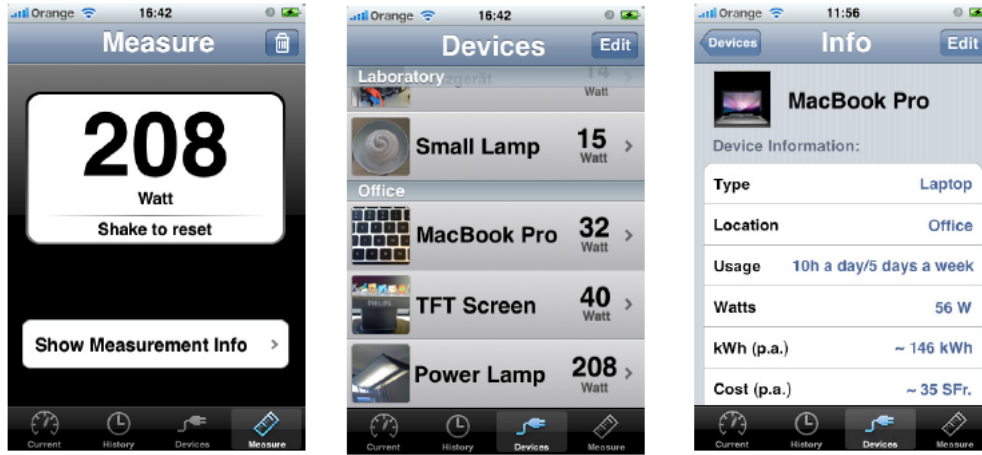 Orange 16:42
Measure
208
Watt
Shake to reset
Show Measurement Info
Current History Devices Measure
Orange 16:42
Devices Edit
Laboratory
14
Watt
Small Lamp 15
Watt
Office
MacBook Pro 32
Watt
PHILIPS
TFT Screen 40
Watt
Power Lamp 208
Watt
Current History Devices Measure
Orange 11:56
Devices Info Edit
MacBook Pro
Device Information:
Type Laptop
Location Office
Usage 10h a day/5 days a week
Watts 56 W
kWh (p.a.) ~ 146 kWh
Cost (p.a.) ~ 35 SFr.
Current History Devices Measure